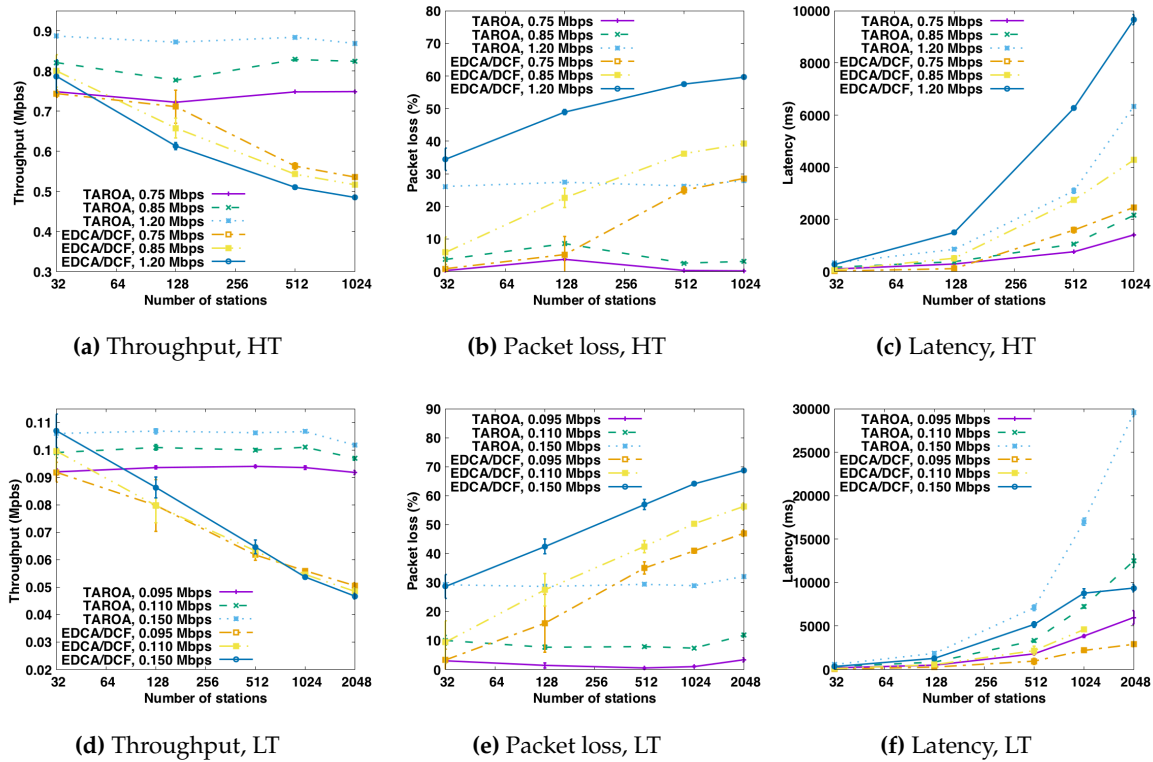 TAROA, 0.75 Mbps
TAROA, 0.85 Mbps
TAROA, 1.20 Mbps
EDCA/DCF, 0.75 Mbps
EDCA/DCF, 0.85 Mbps
EDCA/DCF, 1.20 Mbps
Throughput (Mpbs)
0.9
0.8
0.7
0.6
0.5
0.4
0.3
32 64 128 256 512 1024
Number of stations
(a) Throughput, HT
TAROA, 0.75 Mbps
TAROA, 0.85 Mbps
TAROA, 1.20 Mbps
EDCA/DCF, 0.75 Mbps
EDCA/DCF, 0.85 Mbps
EDCA/DCF, 1.20 Mbps
Packet loss (%)
80
70
60
50
40
30
20
10
0
32 64 128 256 512 1024
Number of stations
(b) Packet loss, HT
TAROA, 0.75 Mbps
TAROA, 0.85 Mbps
TAROA, 1.20 Mbps
EDCA/DCF, 0.75 Mbps
EDCA/DCF, 0.85 Mbps
EDCA/DCF, 1.20 Mbps
Latency (ms)
10000
8000
6000
4000
2000
0
32 64 128 256 512 1024
Number of stations
(c) Latency, HT
TAROA, 0.095 Mbps
TAROA, 0.110 Mbps
TAROA, 0.150 Mbps
EDCA/DCF, 0.095 Mbps
EDCA/DCF, 0.110 Mbps
EDCA/DCF, 0.150 Mbps
Throughput (Mpbs)
0.11
0.1
0.09
0.08
0.07
0.06
0.05
0.04
0.03
0.02
32 64 128 256 512 1024 2048
Number of stations
(d) Throughput, LT
TAROA, 0.095 Mbps
TAROA, 0.110 Mbps
TAROA, 0.150 Mbps
EDCA/DCF, 0.095 Mbps
EDCA/DCF, 0.110 Mbps
EDCA/DCF, 0.150 Mbps
Packet loss (%)
90
80
70
60
50
40
30
20
10
0
32 64 128 256 512 1024 2048
Number of stations
(e) Packet loss, LT
TAROA, 0.095 Mbps
TAROA, 0.110 Mbps
TAROA, 0.150 Mbps
EDCA/DCF, 0.095 Mbps
EDCA/DCF, 0.110 Mbps
EDCA/DCF, 0.150 Mbps
Latency (ms)
30000
25000
20000
15000
10000
5000
0
32 64 128 256 512 1024 2048
Number of stations
(f) Latency, LT